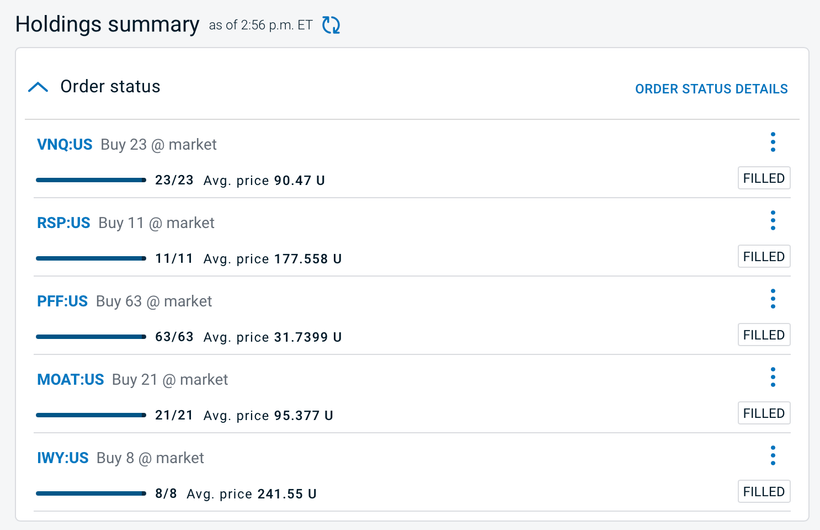 Holdings summary as of 2:56 p.m. ET
Order status ORDER STATUS DETAILS
VNQ:US Buy 23 @ market
23/23 Avg. price 90.47 U FILLED
RSP:US Buy 11 @ market
11/11 Avg. price 177.558 U FILLED
PFF:US Buy 63 @ market
63/63 Avg. price 31.7399 U FILLED
MOAT:US Buy 21 @ market
21/21 Avg. price 95.377 U FILLED
IWY:US Buy 8 @ market
8/8 Avg. price 241.55 U FILLED